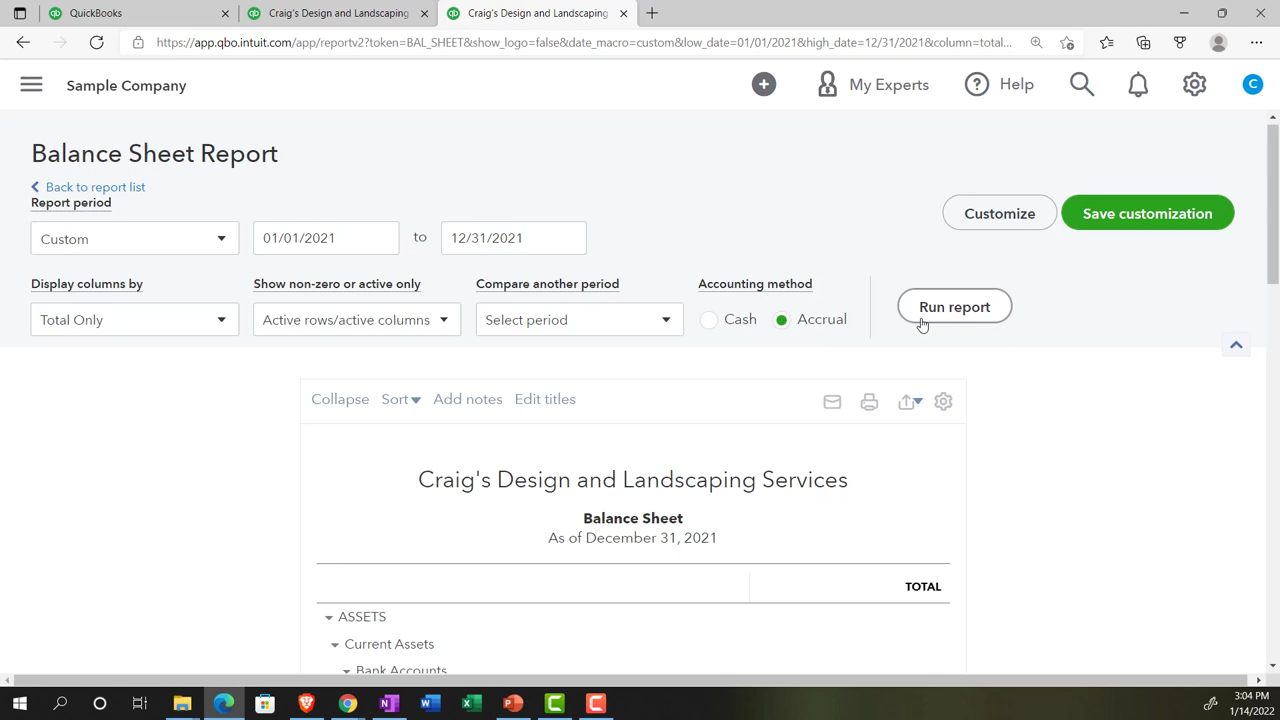 QuickBooks
Craig's Design and Landscaping
Craig's Design and Landscaping
https://app.qbo.intuit.com/app/reportv2?token=BAL_SHEET&show_logo=false&date_macro=custom&low_date=01/01/2021&high_date=12/31/2021&column=total...
Sample Company
My Experts
Help
C
Balance Sheet Report
Back to report list
Report period
Custom
01/01/2021
to
12/31/2021
Customize
Save customization
Display columns by
Show non-zero or active only
Compare another period
Accounting method
Total Only
Active rows/active columns
Select period
Cash
Accrual
Run report
Collapse
Sort
Add notes
Edit titles
Craig's Design and Landscaping Services
Balance Sheet
As of December 31, 2021
TOTAL
ASSETS
Current Assets
Bank Accounts
3:04 PM
1/14/2022